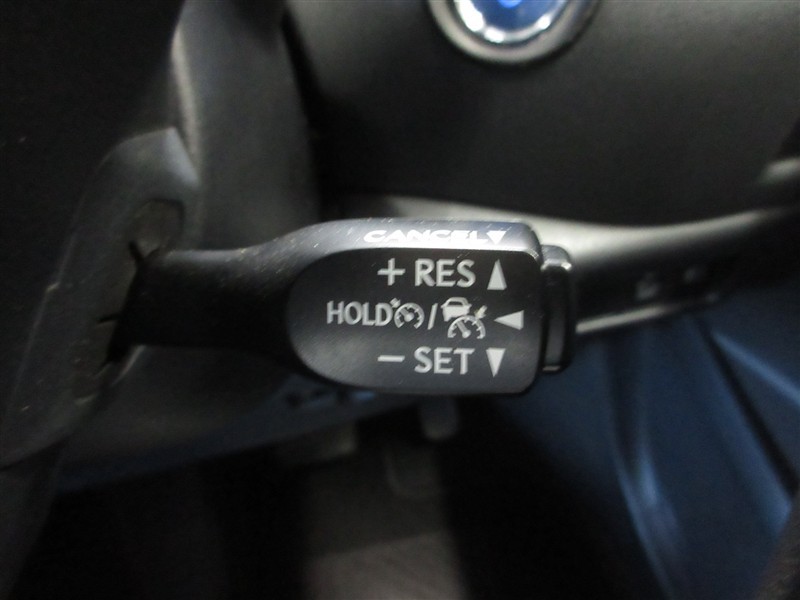 CANCEL▼
+ RES ▲
HOLD / ◀
− SET ▼